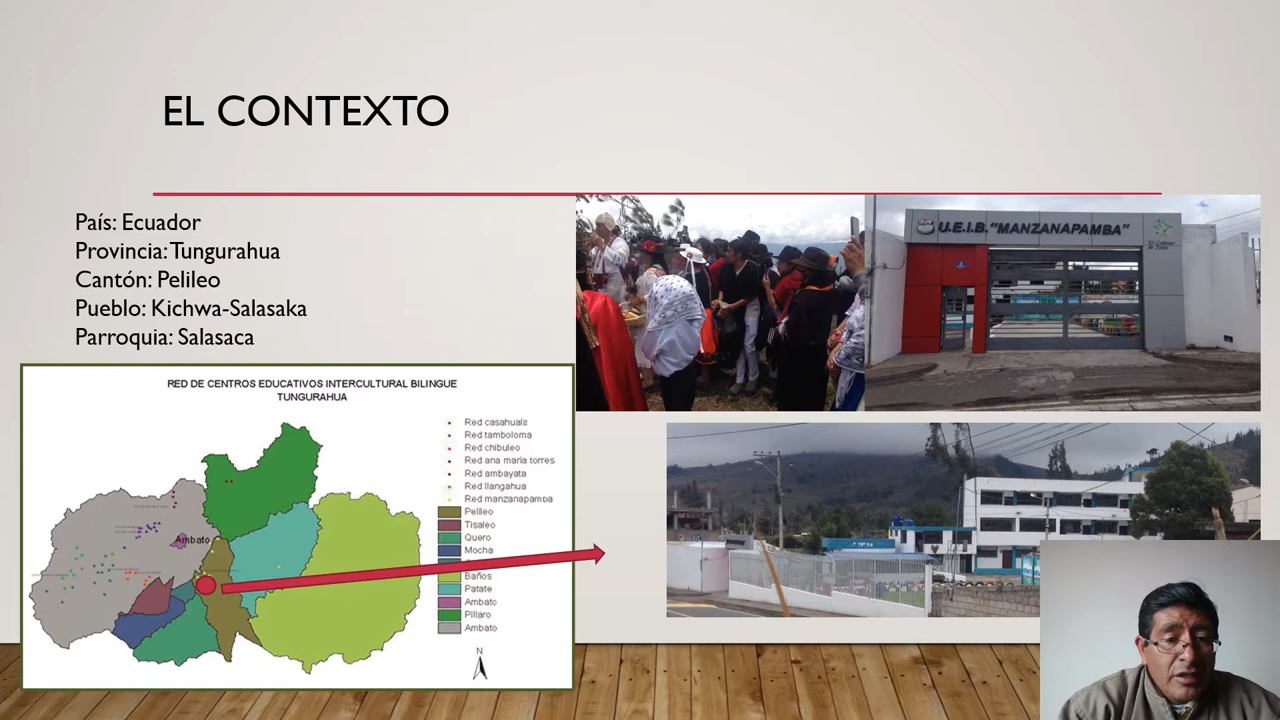 EL CONTEXTO
País: Ecuador
Provincia: Tungurahua
Cantón: Pelileo
Pueblo: Kichwa-Salasaka
Parroquia: Salasaca
U.E.I.B. “MANZANAPAMBA”
RED DE CENTROS EDUCATIVOS INTERCULTURAL BILINGUE
TUNGURAHUA
Red casahuala
Red tamboloma
Red chibuleo
Red ana maria torres
Red ambayata
Red llangahua
Red manzanapamba
Pelileo
Tisaleo
Quero
Mocha
Baños
Patate
Ambato
Pillaro
Ambato
Ambato
N